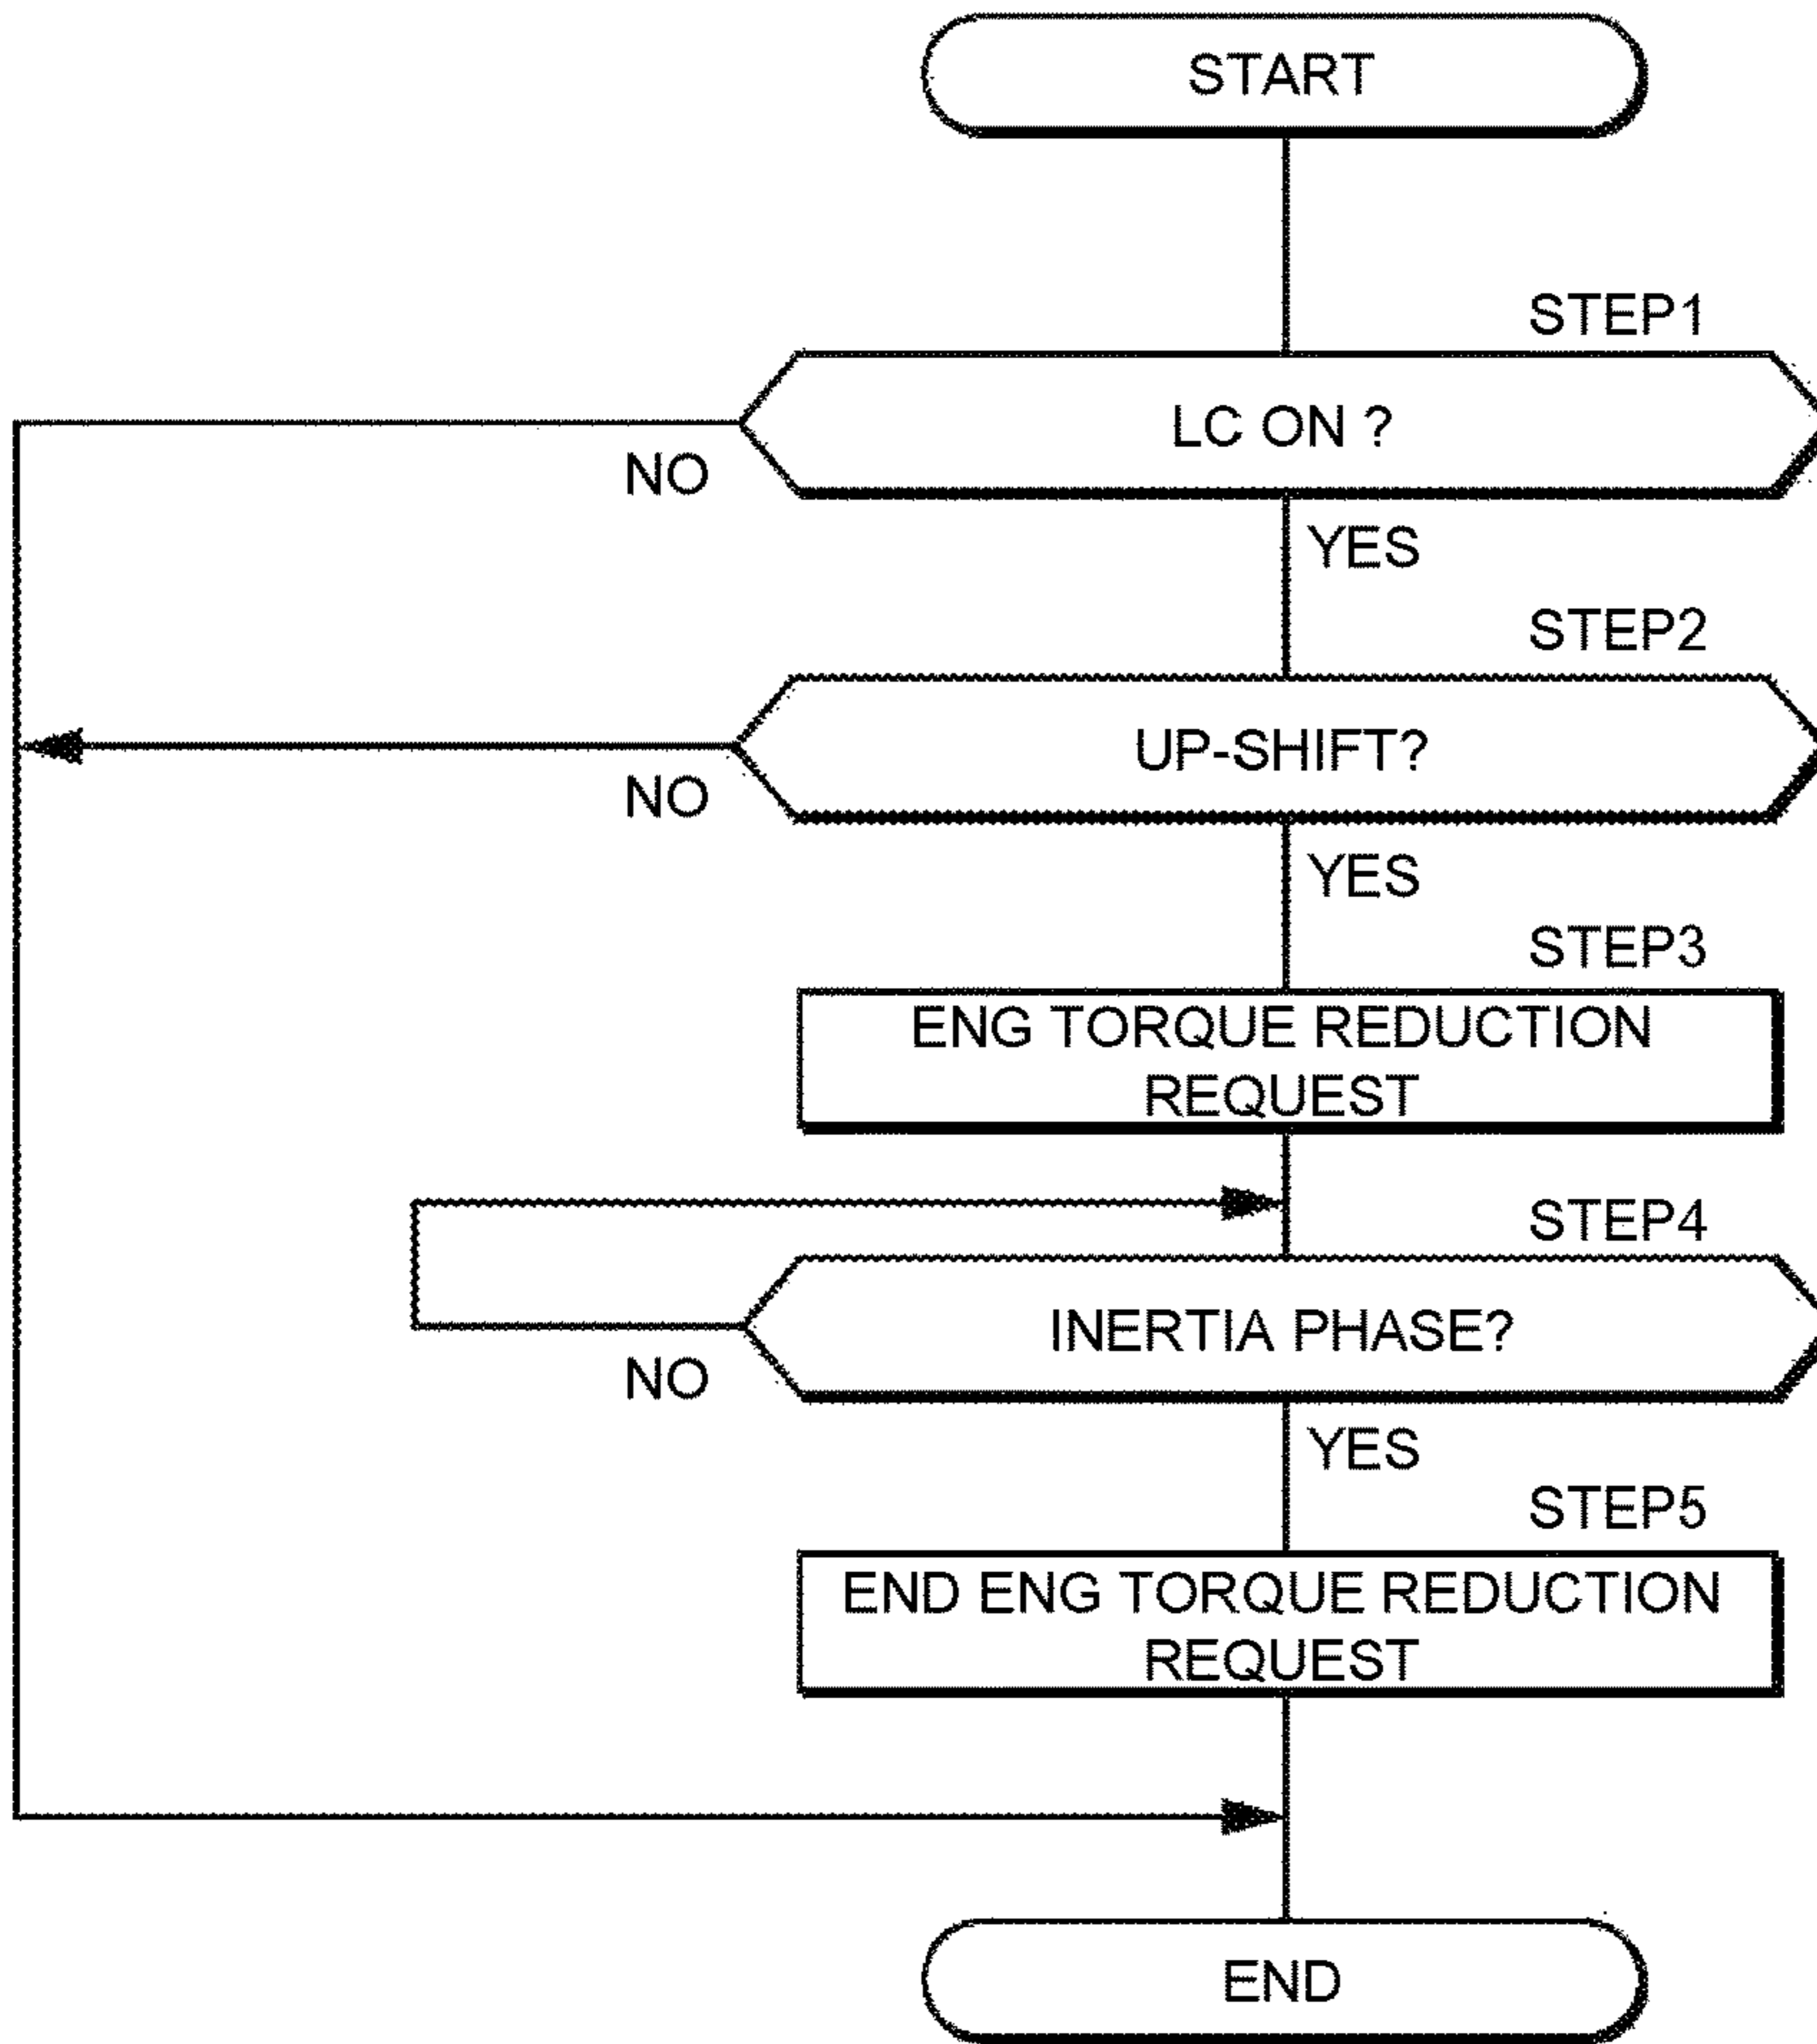 START
STEP1
LC ON ?
NO
YES
STEP2
UP-SHIFT?
NO
YES
STEP3
ENG TORQUE REDUCTION
REQUEST
STEP4
INERTIA PHASE?
NO
YES
STEP5
END ENG TORQUE REDUCTION
REQUEST
END